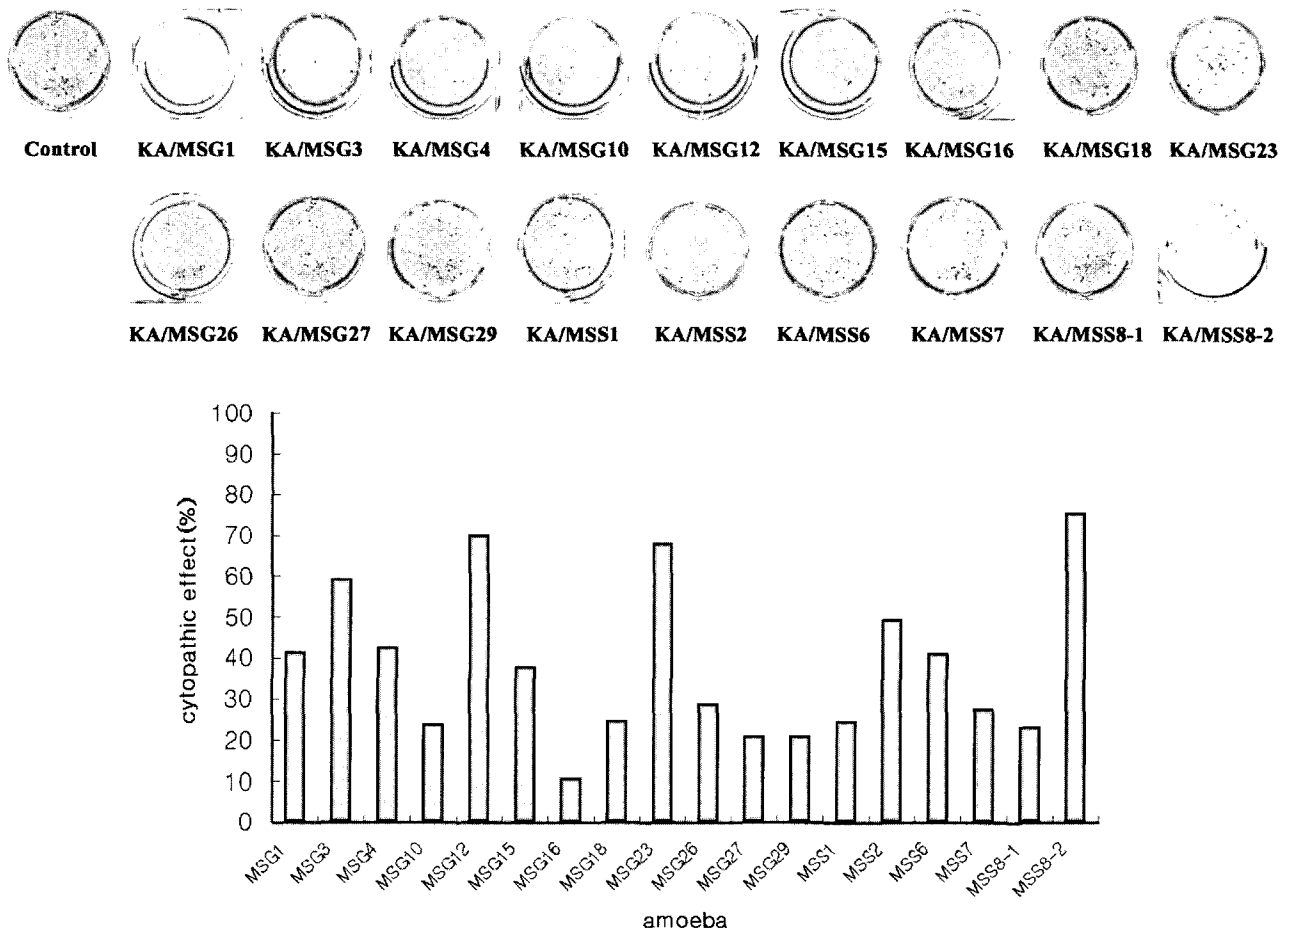 Control KA/MSG1 KA/MSG3 KA/MSG4 KA/MSG10 KA/MSG12 KA/MSG15 KA/MSG16 KA/MSG18 KA/MSG23
KA/MSG26 KA/MSG27 KA/MSG29 KA/MSS1 KA/MSS2 KA/MSS6 KA/MSS7 KA/MSS8-1 KA/MSS8-2
100
90
80
70
60
50
40
30
20
10
0
cytopathic effect(%)
MSG1 MSG3 MSG4 MSG10 MSG12 MSG15 MSG16 MSG18 MSG23 MSG26 MSG27 MSG29 MSS1 MSS2 MSS6 MSS7 MSS8-1 MSS8-2
amoeba